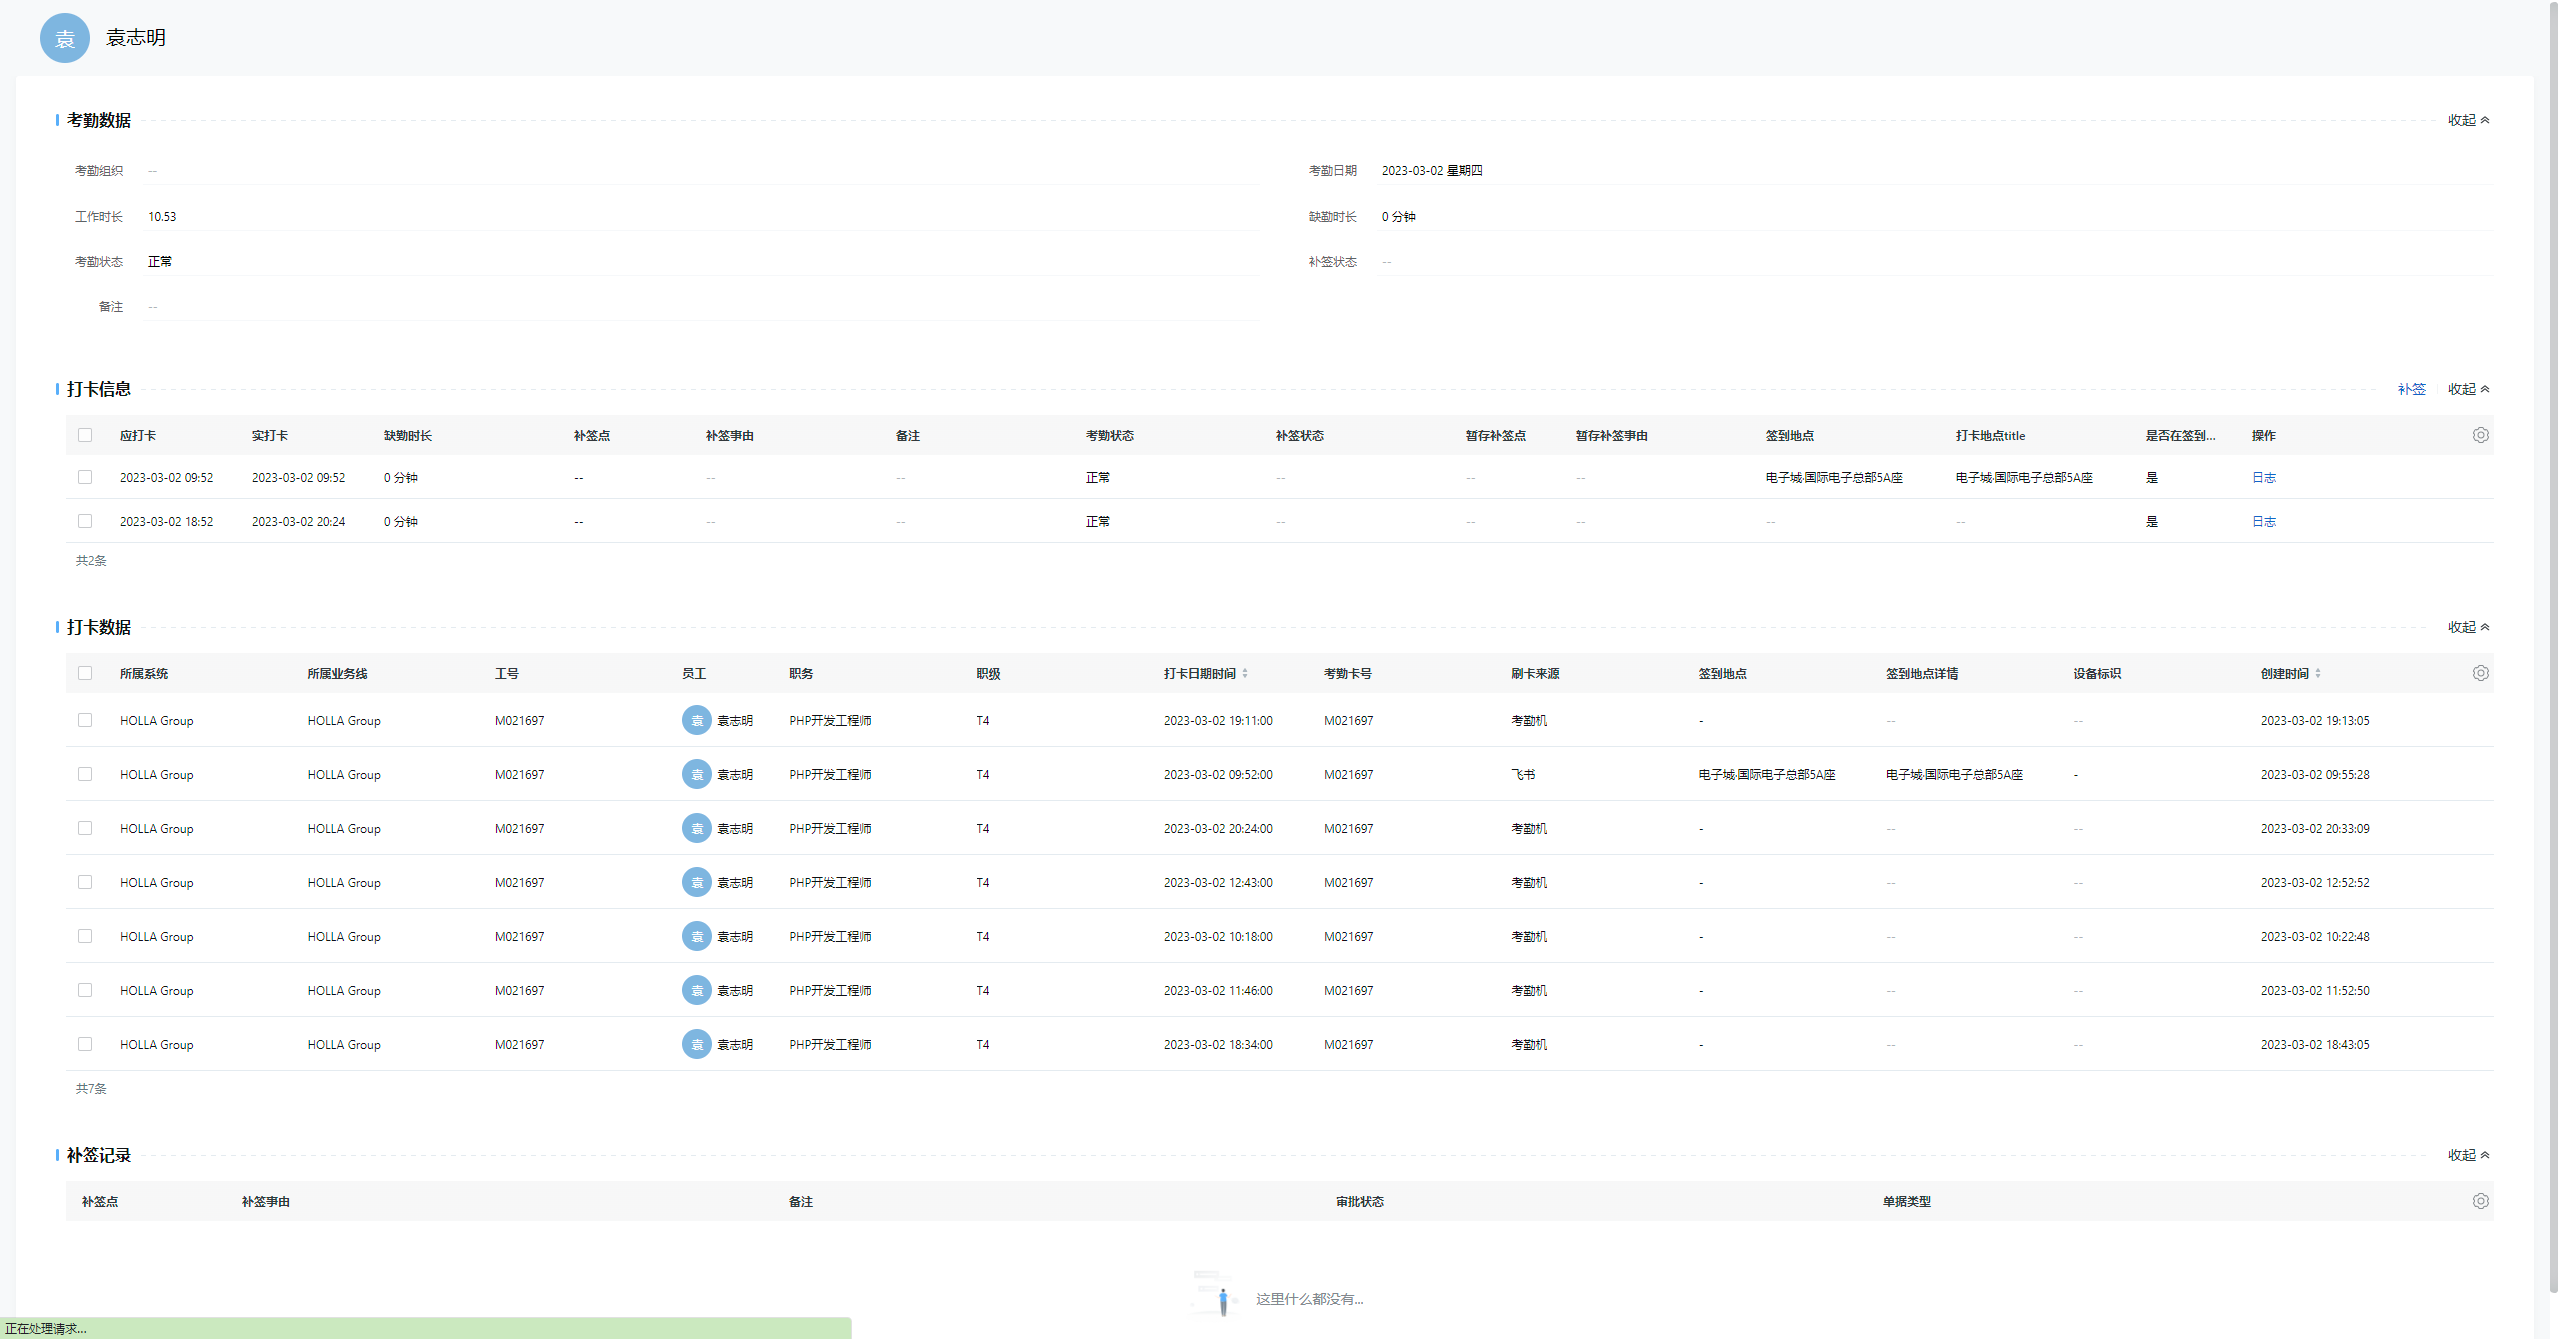 袁 袁志明
考勤数据 收起
考勤组织 -- 考勤日期 2023-03-02 星期四
工作时长 10.53 缺勤时长 0 分钟
考勤状态 正常 补签状态 --
备注 --
打卡信息 补签 收起
应打卡 实打卡 缺勤时长 补签点 补签事由 备注 考勤状态 补签状态 暂存补签点 暂存补签事由 签到地点 打卡地点title 是否在签到... 操作
2023-03-02 09:52 2023-03-02 09:52 0 分钟 -- -- -- 正常 -- -- -- 电子城·国际电子总部5A座 电子城·国际电子总部5A座 是 日志
2023-03-02 18:52 2023-03-02 20:24 0 分钟 -- -- -- 正常 -- -- -- -- -- 是 日志
共2条
打卡数据 收起
所属系统 所属业务线 工号 员工 职务 职级 打卡日期时间 考勤卡号 刷卡来源 签到地点 签到地点详情 设备标识 创建时间
HOLLA Group HOLLA Group M021697 袁 袁志明 PHP开发工程师 T4 2023-03-02 19:11:00 M021697 考勤机 - -- -- 2023-03-02 19:13:05
HOLLA Group HOLLA Group M021697 袁 袁志明 PHP开发工程师 T4 2023-03-02 09:52:00 M021697 飞书 电子城·国际电子总部5A座 电子城·国际电子总部5A座 - 2023-03-02 09:55:28
HOLLA Group HOLLA Group M021697 袁 袁志明 PHP开发工程师 T4 2023-03-02 20:24:00 M021697 考勤机 - -- -- 2023-03-02 20:33:09
HOLLA Group HOLLA Group M021697 袁 袁志明 PHP开发工程师 T4 2023-03-02 12:43:00 M021697 考勤机 - -- -- 2023-03-02 12:52:52
HOLLA Group HOLLA Group M021697 袁 袁志明 PHP开发工程师 T4 2023-03-02 10:18:00 M021697 考勤机 - -- -- 2023-03-02 10:22:48
HOLLA Group HOLLA Group M021697 袁 袁志明 PHP开发工程师 T4 2023-03-02 11:46:00 M021697 考勤机 - -- -- 2023-03-02 11:52:50
HOLLA Group HOLLA Group M021697 袁 袁志明 PHP开发工程师 T4 2023-03-02 18:34:00 M021697 考勤机 - -- -- 2023-03-02 18:43:05
共7条
补签记录 收起
补签点 补签事由 备注 审批状态 单据类型
这里什么都没有...
正在处理请求...